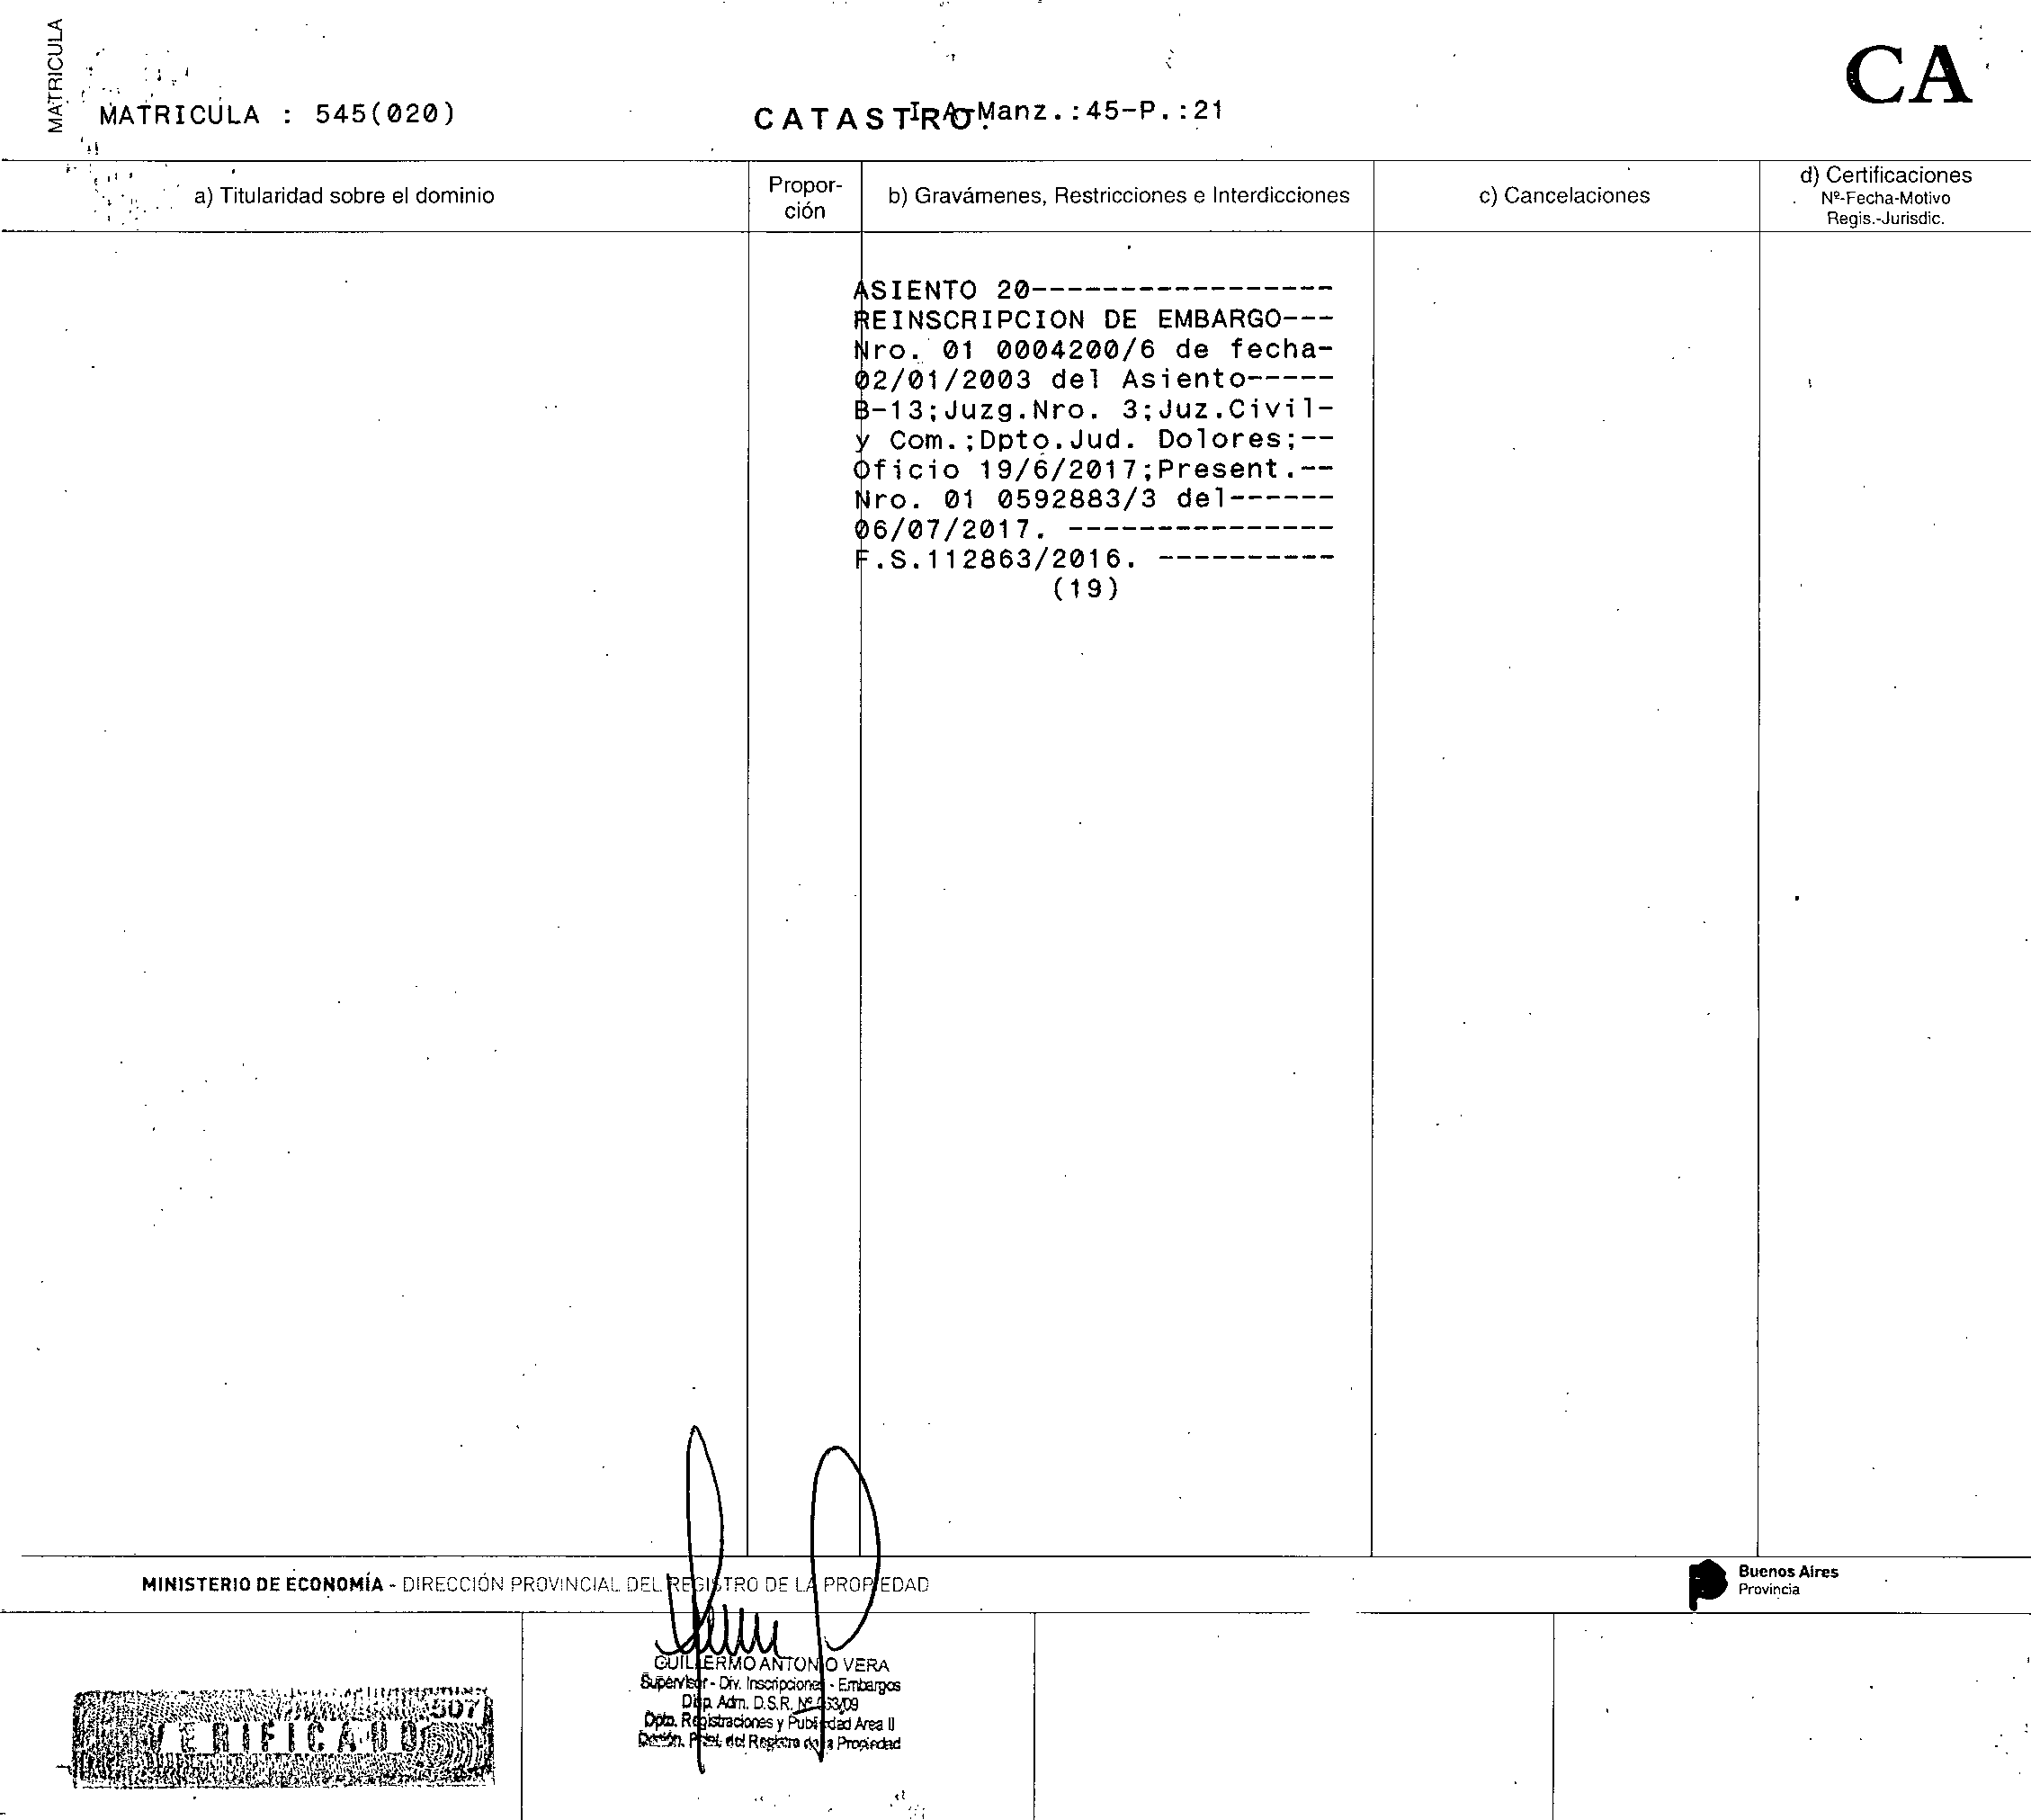 MATRICULA
CA
MATRICULA : 545(020)
CATASTRO: I-A-Manz.:45-P.:21
a) Titularidad sobre el dominio
Propor-
ción
b) Gravámenes, Restricciones e Interdicciones
c) Cancelaciones
d) Certificaciones
Nº-Fecha-Motivo
Regis.-Jurisdic.
ASIENTO 20-----------------
REINSCRIPCION DE EMBARGO---
Nro. 01 0004200/6 de fecha-
02/01/2003 del Asiento-----
B-13;Juzg.Nro. 3;Juz.Civil-
y Com.;Dpto.Jud. Dolores;--
Oficio 19/6/2017;Present.--
Nro. 01 0592883/3 del------
06/07/2017. ---------------
F.S.112863/2016. ----------
(19)
MINISTERIO DE ECONOMÍA - DIRECCIÓN PROVINCIAL DEL REGISTRO DE LA PROPIEDAD
Buenos Aires
Provincia
GUILLERMO ANTONIO VERA
Supervisor - Div. Inscripciones - Embargos
Disp. Adm. D.S.R. Nº 33/09
Dpto. Registraciones y Publicidad Area II
Dcción. Pcial. del Registro de la Propiedad
507
VERIFICADO